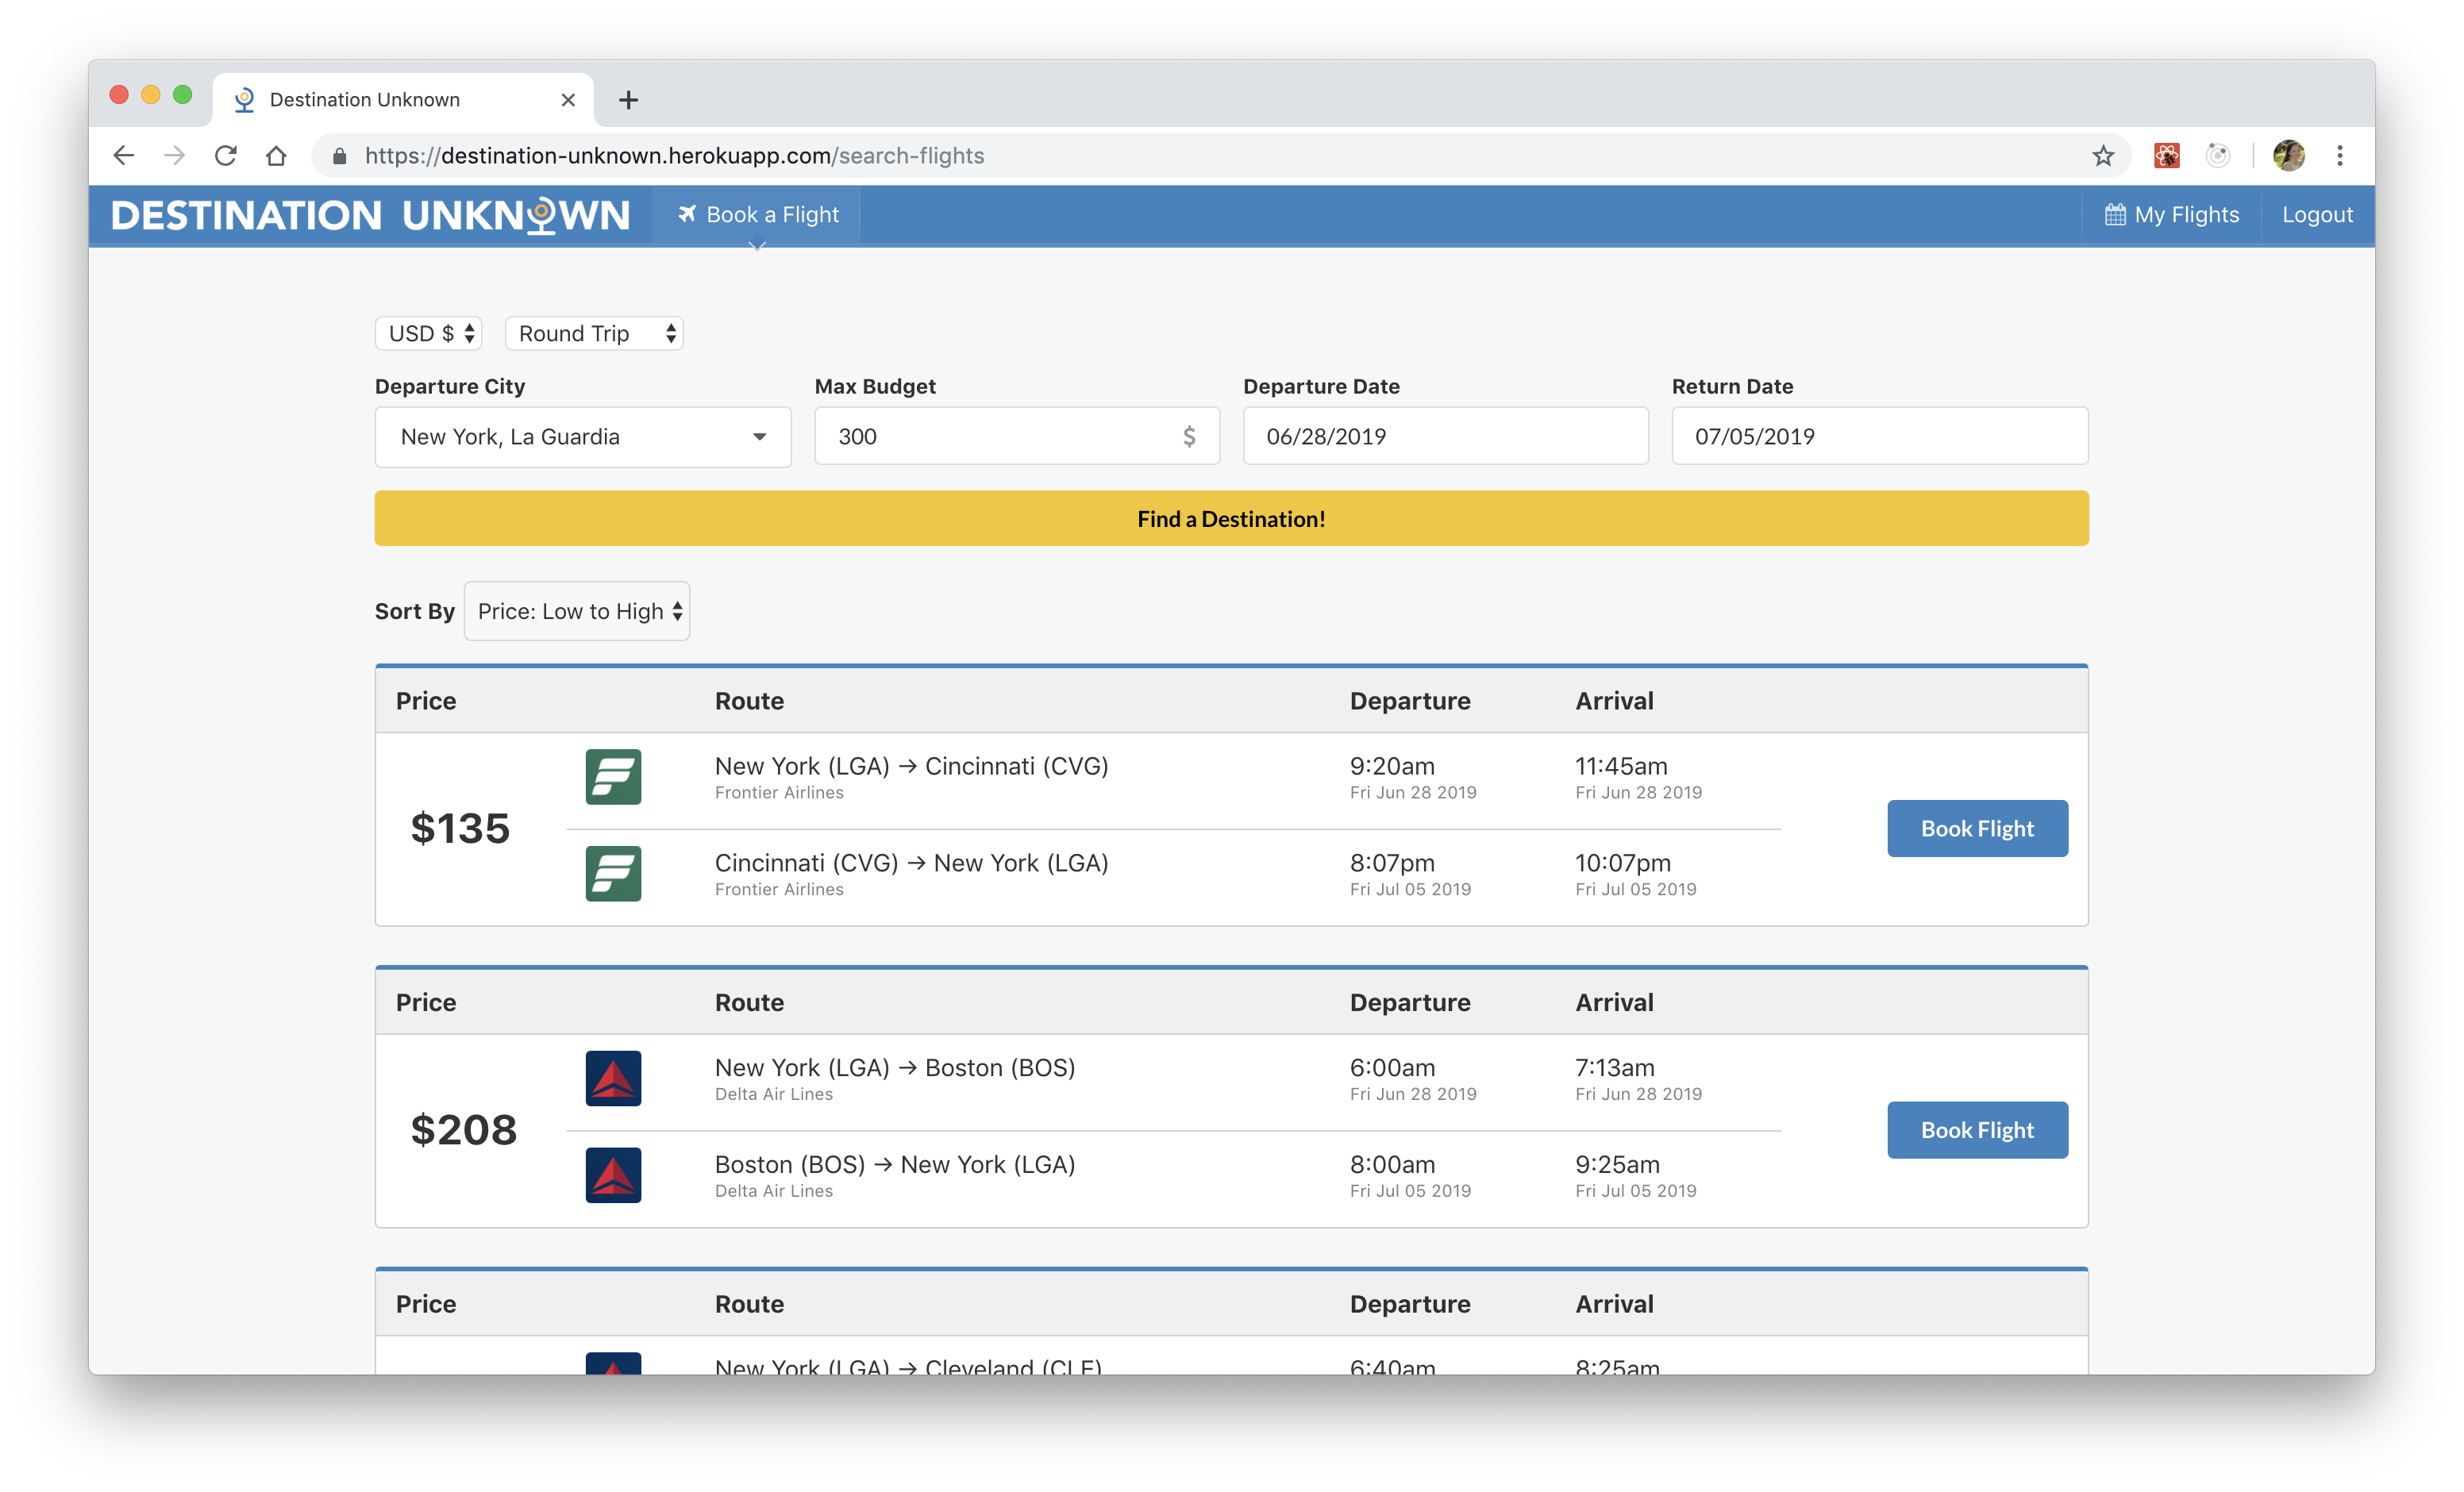 Destination Unknown
https://destination-unknown.herokuapp.com/search-flights
DESTINATION UNKNOWN
Book a Flight
My Flights
Logout
USD $
Round Trip
Departure City
Max Budget
Departure Date
Return Date
New York, La Guardia
300
$
06/28/2019
07/05/2019
Find a Destination!
Sort By
Price: Low to High
Price Route Departure Arrival
New York (LGA) → Cincinnati (CVG) 9:20am 11:45am
Frontier Airlines Fri Jun 28 2019 Fri Jun 28 2019
$135
Book Flight
Cincinnati (CVG) → New York (LGA) 8:07pm 10:07pm
Frontier Airlines Fri Jul 05 2019 Fri Jul 05 2019
Price Route Departure Arrival
New York (LGA) → Boston (BOS) 6:00am 7:13am
Delta Air Lines Fri Jun 28 2019 Fri Jun 28 2019
$208
Book Flight
Boston (BOS) → New York (LGA) 8:00am 9:25am
Delta Air Lines Fri Jul 05 2019 Fri Jul 05 2019
Price Route Departure Arrival
New York (LGA) → Cleveland (CLE) 6:40am 8:25am